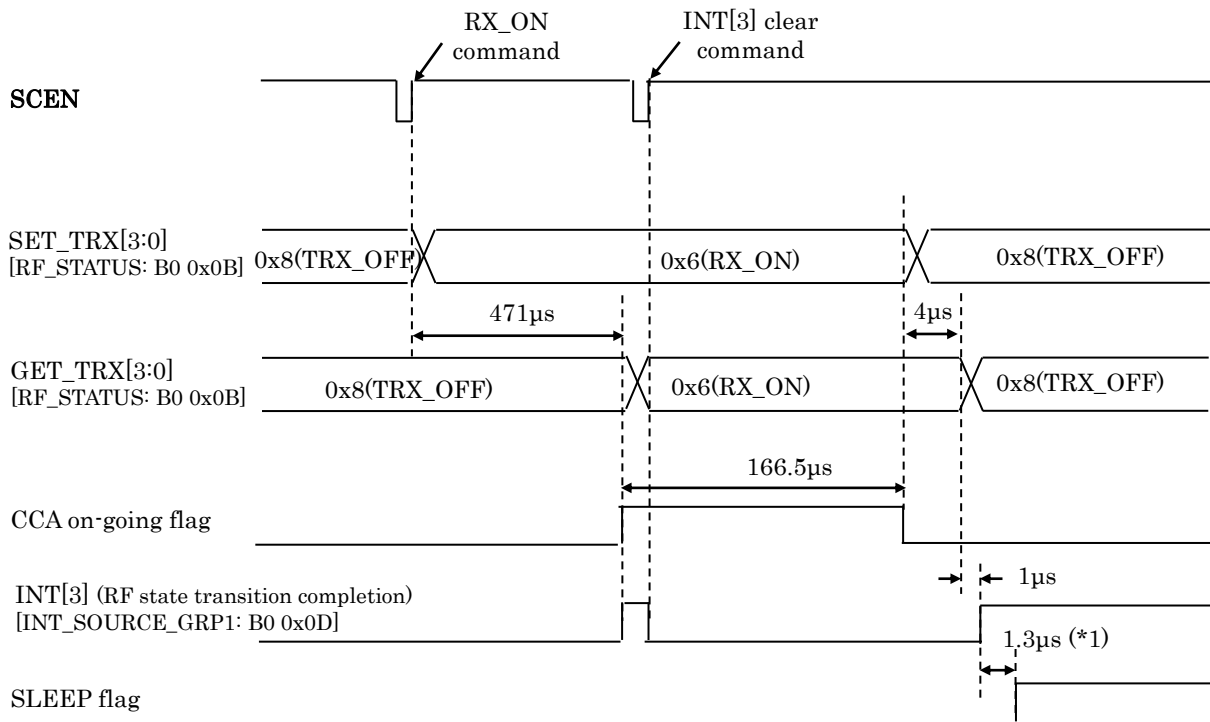 RX_ON
command
INT[3] clear
command
SCEN
SET_TRX[3:0]
[RF_STATUS: B0 0x0B]
0x8(TRX_OFF)
0x6(RX_ON)
0x8(TRX_OFF)
471µs
4µs
GET_TRX[3:0]
[RF_STATUS: B0 0x0B]
0x8(TRX_OFF)
0x6(RX_ON)
0x8(TRX_OFF)
166.5µs
CCA on-going flag
1µs
INT[3] (RF state transition completion)
[INT_SOURCE_GRP1: B0 0x0D]
1.3µs (*1)
SLEEP flag